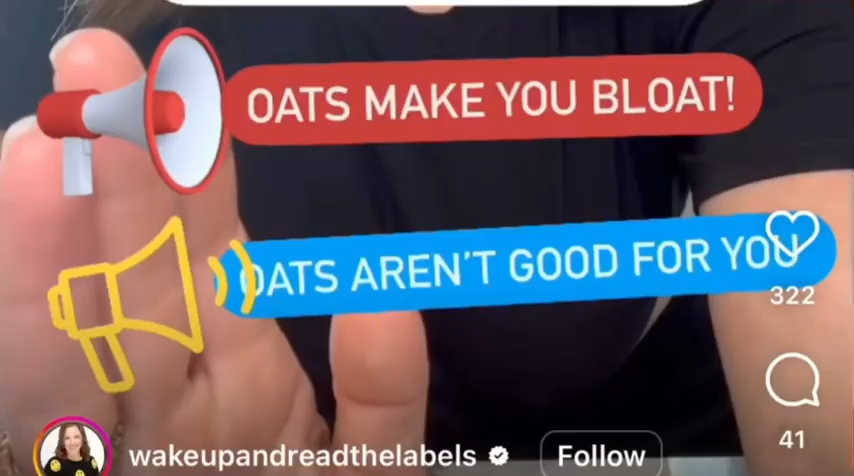 OATS MAKE YOU BLOAT!
OATS AREN'T GOOD FOR YOU
322
41
wakeupandreadthelabels
Follow